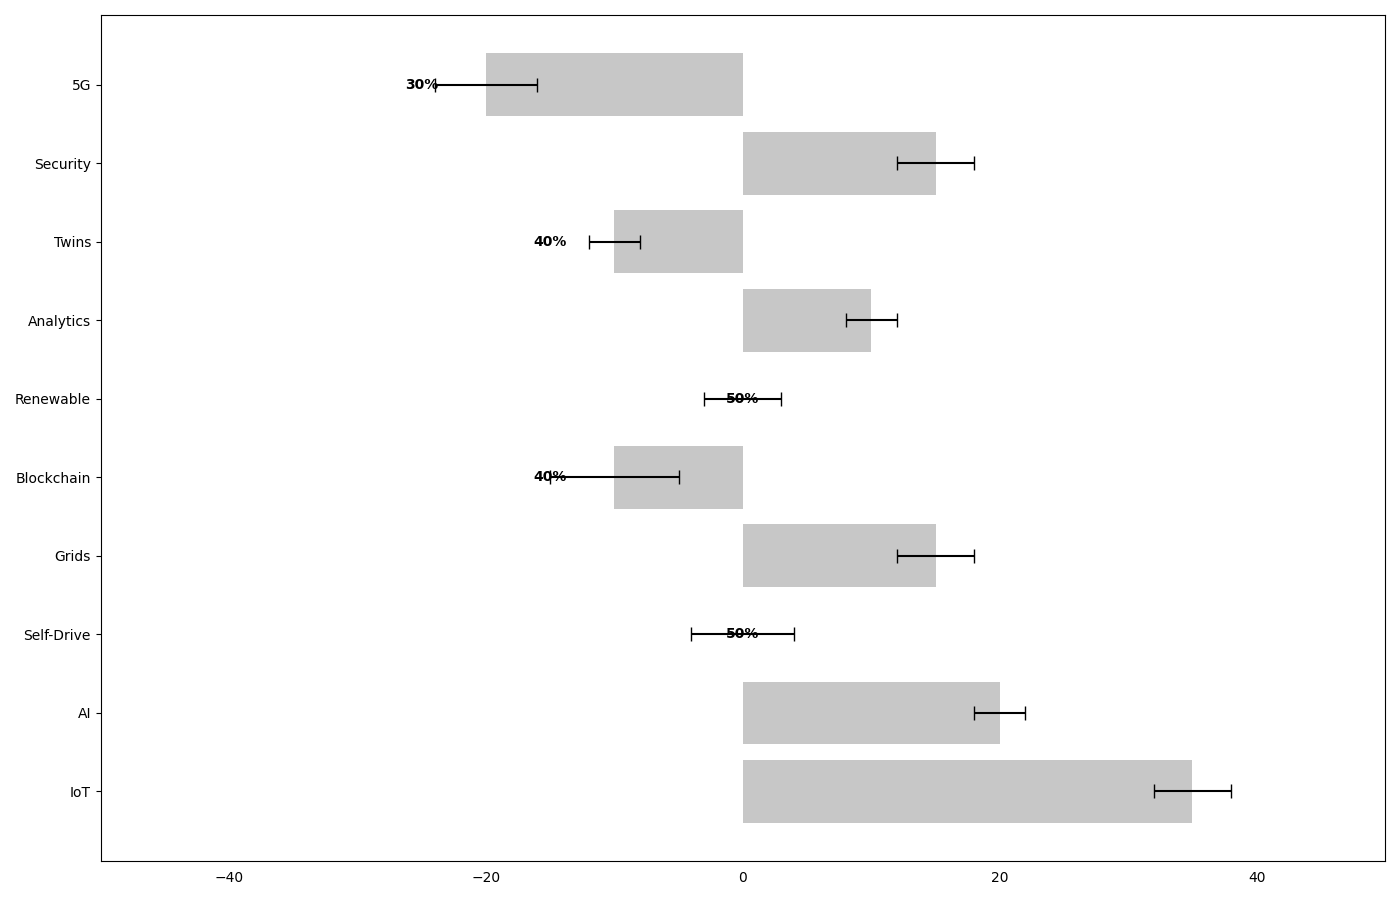 5G
30%
Security
Twins
40%
Analytics
Renewable
50%
Blockchain
40%
Grids
Self-Drive
50%
AI
IoT
−40
−20
0
20
40